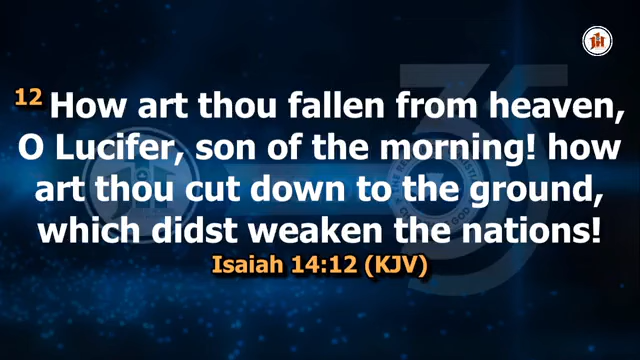 12 How art thou fallen from heaven,
O Lucifer, son of the morning! how
art thou cut down to the ground,
which didst weaken the nations!
Isaiah 14:12 (KJV)